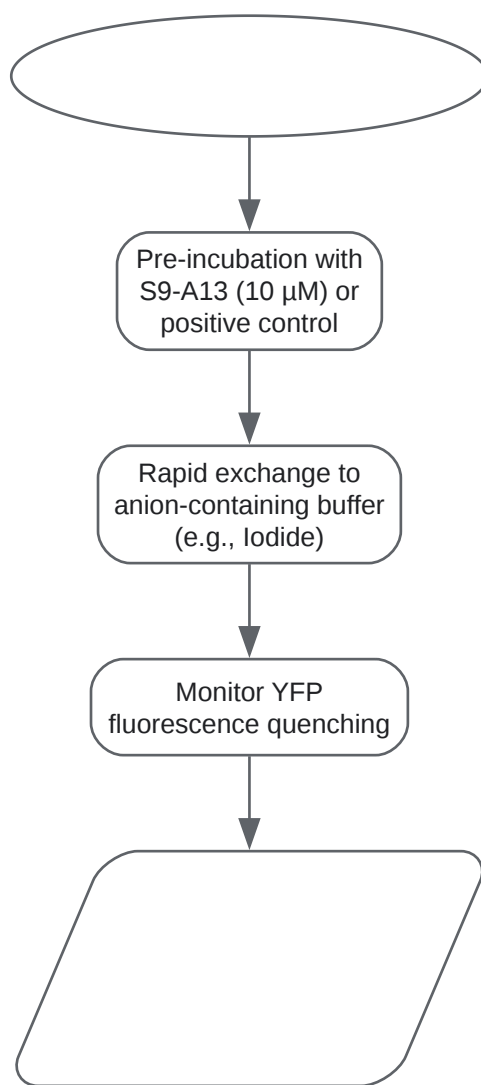 Pre-incubation with
S9-A13 (10 µM) or
positive control
Rapid exchange to
anion-containing buffer
(e.g., Iodide)
Monitor YFP
fluorescence quenching